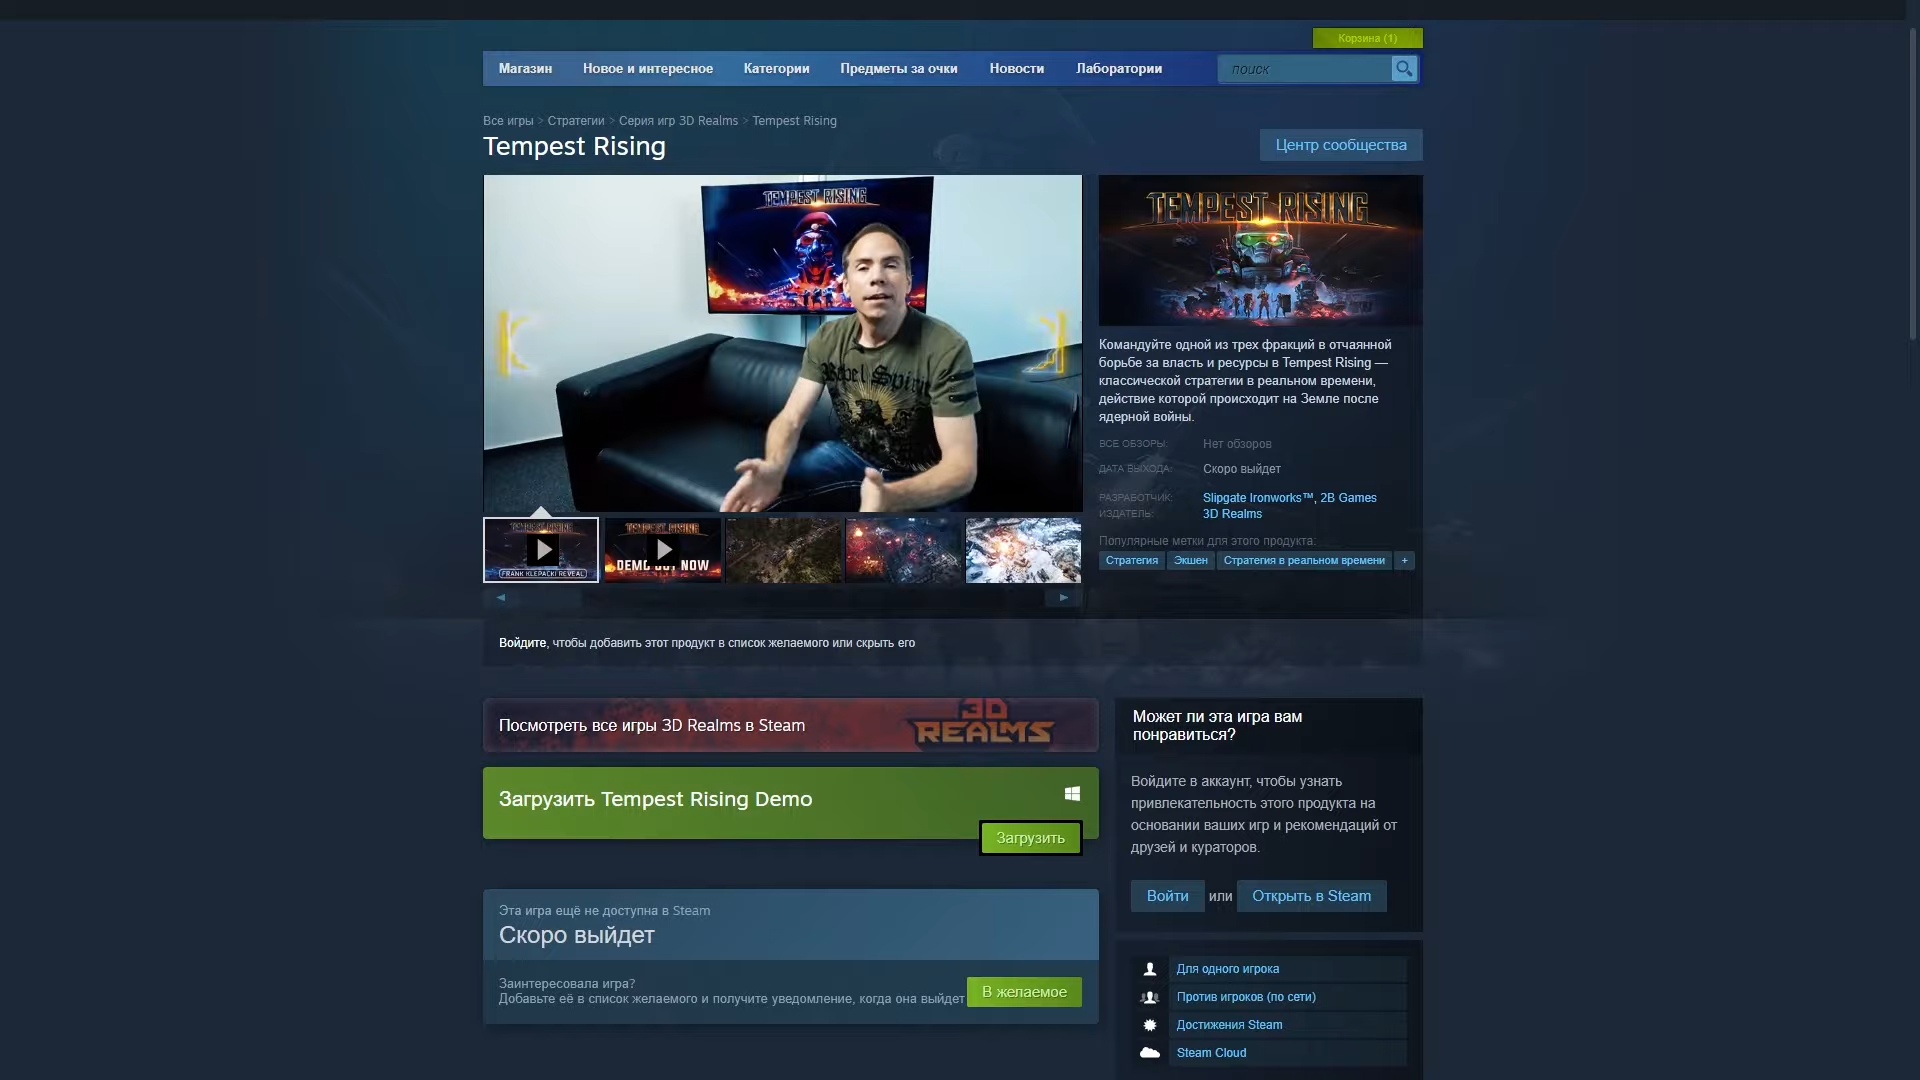 Корзина (1)
Магазин Новое и интересное Категории Предметы за очки Новости Лаборатории поиск
Все игры > Стратегии > Серия игр 3D Realms > Tempest Rising
Tempest Rising
Центр сообщества
TEMPEST RISING
Rebel Spirit
TEMPEST RISING
Командуйте одной из трех фракций в отчаянной
борьбе за власть и ресурсы в Tempest Rising —
классической стратегии в реальном времени,
действие которой происходит на Земле после
ядерной войны.
ВСЕ ОБЗОРЫ: Нет обзоров
ДАТА ВЫХОДА: Скоро выйдет
РАЗРАБОТЧИК: Slipgate Ironworks™, 2B Games
ИЗДАТЕЛЬ: 3D Realms
Популярные метки для этого продукта:
Стратегия Экшен Стратегия в реальном времени +
TEMPEST RISING
FRANK KLEPACKI REVEAL
TEMPEST RISING
DEMO OUT NOW
Войдите, чтобы добавить этот продукт в список желаемого или скрыть его
Посмотреть все игры 3D Realms в Steam
3D
REALMS
Загрузить Tempest Rising Demo
Загрузить
Эта игра ещё не доступна в Steam
Скоро выйдет
Заинтересовала игра?
Добавьте её в список желаемого и получите уведомление, когда она выйдет
В желаемое
Может ли эта игра вам
понравиться?
Войдите в аккаунт, чтобы узнать
привлекательность этого продукта на
основании ваших игр и рекомендаций от
друзей и кураторов.
Войти или Открыть в Steam
Для одного игрока
Против игроков (по сети)
Достижения Steam
Steam Cloud